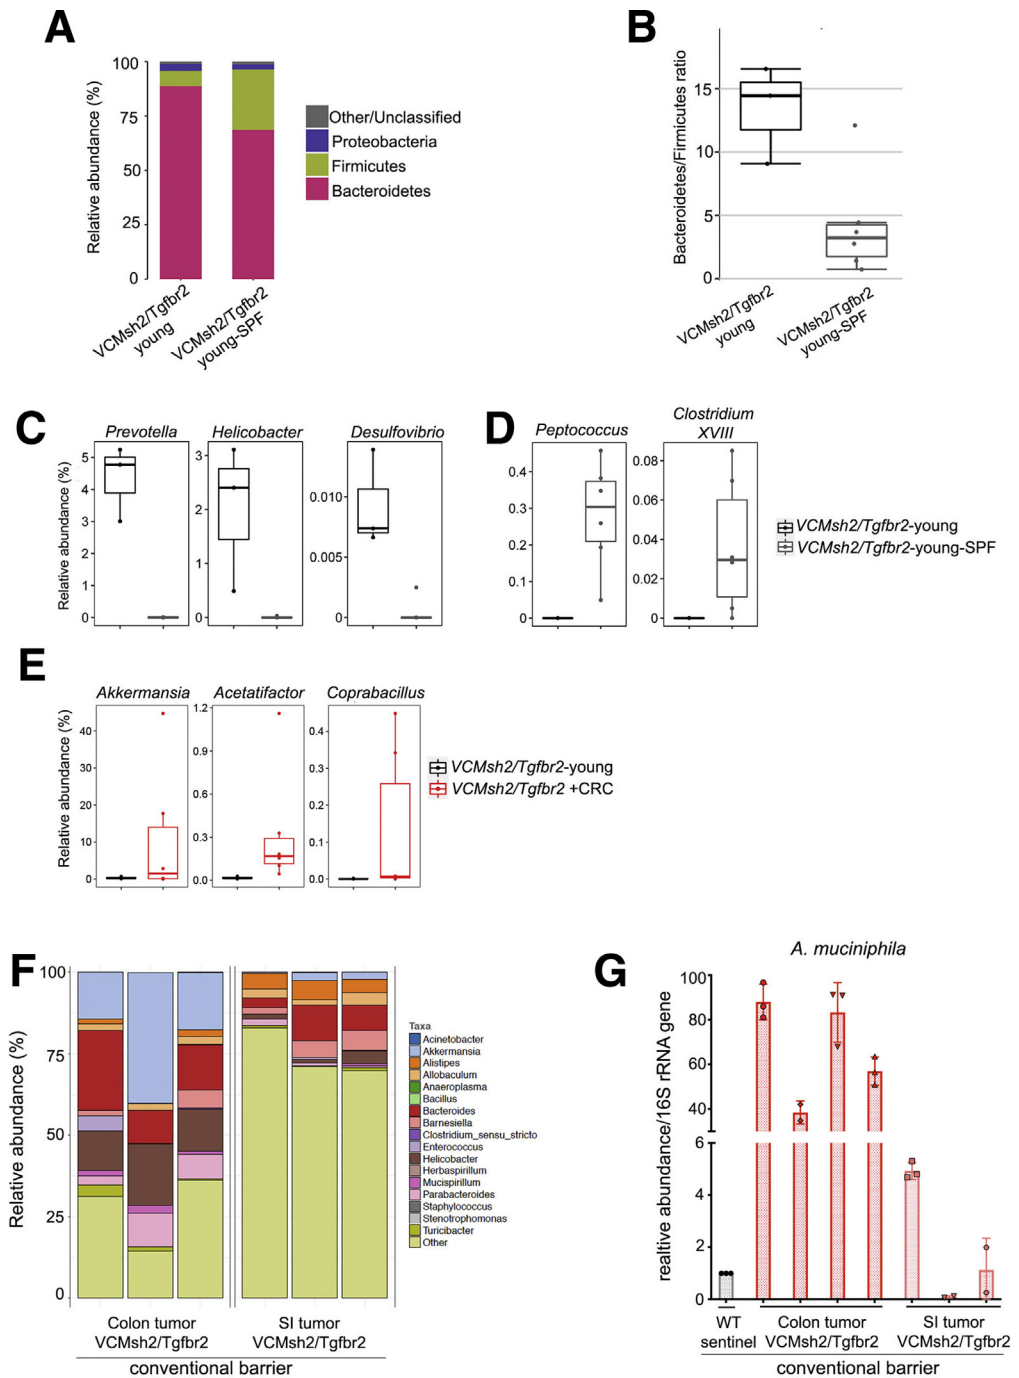 A
Relative abundance (%)
100
75
50
25
0
VCMsh2/Tgfbr2
young
VCMsh2/Tgfbr2
young-SPF
Other/Unclassified
Proteobacteria
Firmicutes
Bacteroidetes
B
Bacteroidetes/Firmicutes ratio
15
10
5
0
VCMsh2/Tgfbr2
young
VCMsh2/Tgfbr2
young-SPF
C
Relative abundance (%)
Prevotella
5
4
3
2
1
0
Helicobacter
3
2
1
0
Desulfovibrio
0.010
0.005
0
D
Peptococcus
0.4
0.3
0.2
0.1
0
Clostridium
XVIII
0.08
0.06
0.04
0.02
0
VCMsh2/Tgfbr2-young
VCMsh2/Tgfbr2-young-SPF
E
Relative abundance (%)
Akkermansia
40
30
20
10
0
Acetatifactor
1.2
0.9
0.6
0.3
0.0
Coprabacillus
0.4
0.3
0.2
0.1
0.0
VCMsh2/Tgfbr2-young
VCMsh2/Tgfbr2 +CRC
F
Relative abundance (%)
100
75
50
25
0
Colon tumor
VCMsh2/Tgfbr2
SI tumor
VCMsh2/Tgfbr2
conventional barrier
Taxa
Acinetobacter
Akkermansia
Alistipes
Allobaculum
Anaeroplasma
Bacillus
Bacteroides
Barnesiella
Clostridium_sensu_stricto
Enterococcus
Helicobacter
Herbaspirillum
Mucispirillum
Parabacteroides
Staphylococcus
Stenotrophomonas
Turicibacter
Other
G
A. muciniphila
realtive abundance/16S rRNA gene
100
80
60
40
6
4
2
0
WT
sentinel
Colon tumor
VCMsh2/Tgfbr2
SI tumor
VCMsh2/Tgfbr2
conventional barrier